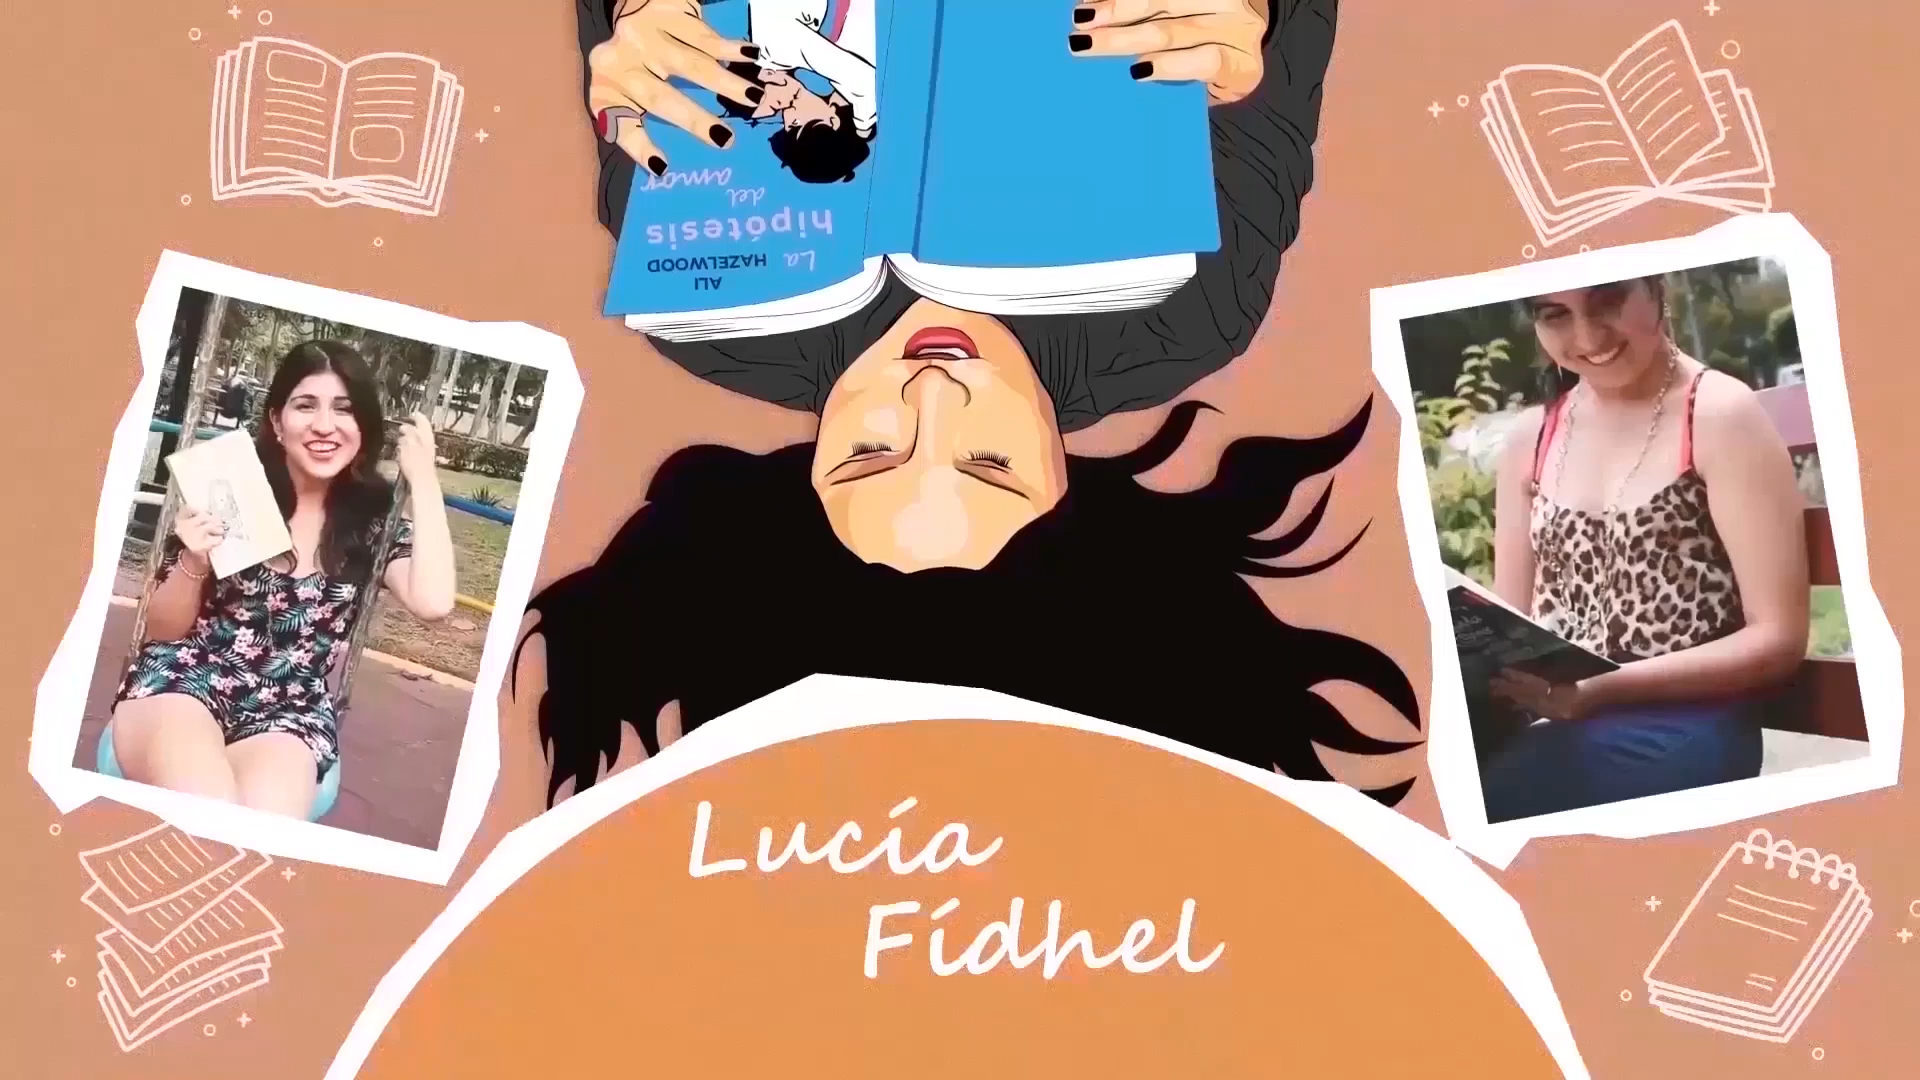 ALI
HAZELWOOD
La
hipótesis
del
amor
Lucía
Fídhel